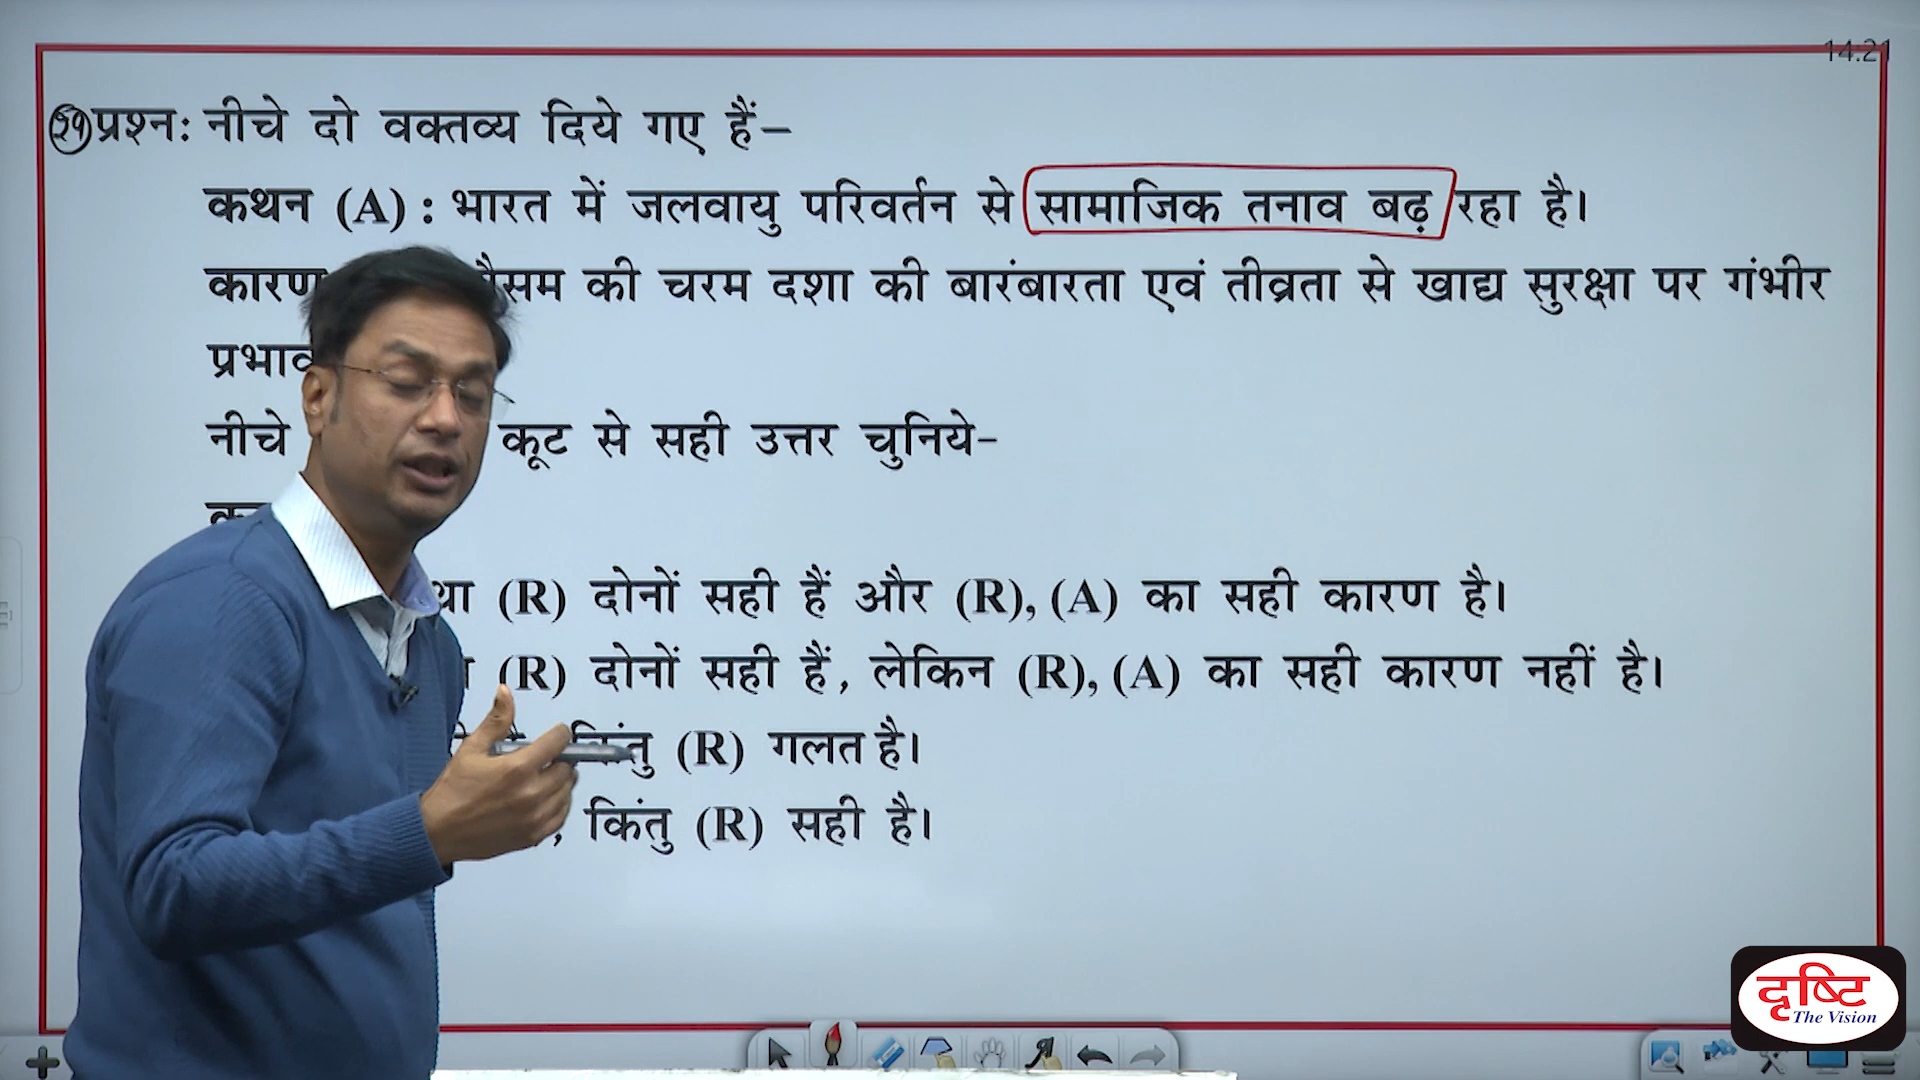 14:21
59 प्रश्न: नीचे दो वक्तव्य दिये गए हैं–
कथन (A) : भारत में जलवायु परिवर्तन से सामाजिक तनाव बढ़ रहा है।
कारण की चरम दशा की बारंबारता एवं तीव्रता से खाद्य सुरक्षा पर गंभीर
नीचे कूट से सही उत्तर चुनिये-
(R) दोनों सही हैं और (R), (A) का सही कारण है।
(R) दोनों सही हैं, लेकिन (R), (A) का सही कारण नहीं है।
किंतु (R) गलत है।
, किंतु (R) सही है।
दृष्टि
The Vision